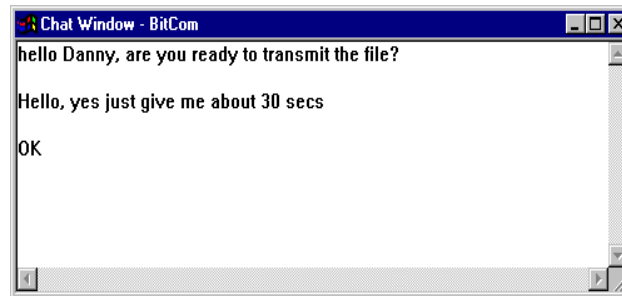 Chat Window - BitCom
hello Danny, are you ready to transmit the file?
Hello, yes just give me about 30 secs
OK